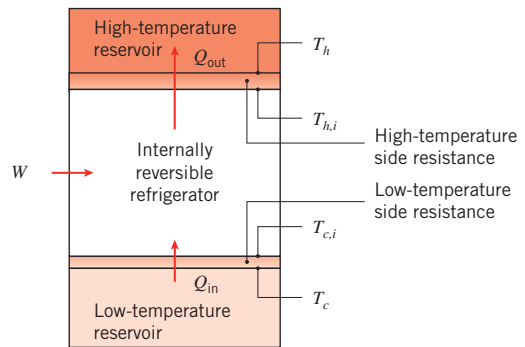 High-temperature
reservoir
Q_out
T_h
T_h,i
High-temperature
side resistance
Internally
reversible
refrigerator
W
Low-temperature
side resistance
T_c,i
Q_in
T_c
Low-temperature
reservoir